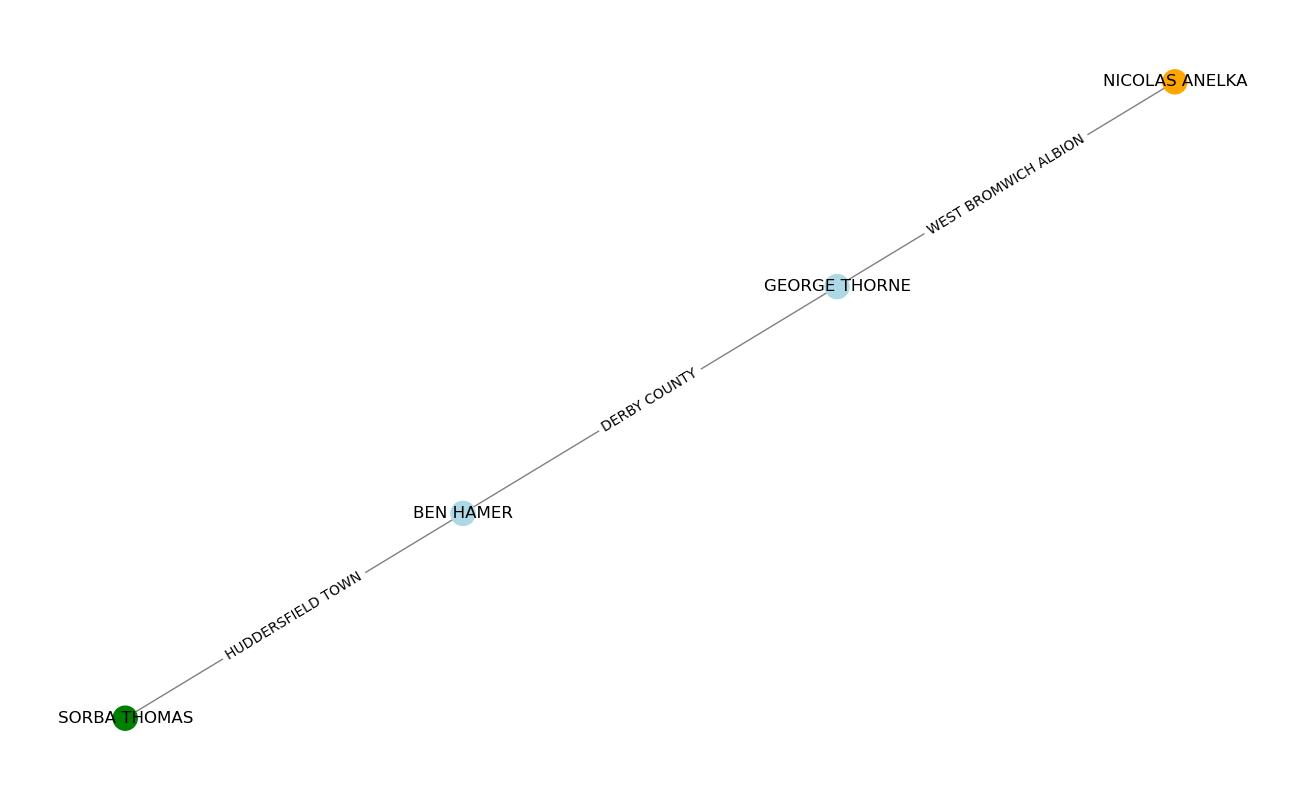 NICOLAS ANELKA
WEST BROMWICH ALBION
GEORGE THORNE
DERBY COUNTY
BEN HAMER
HUDDERSFIELD TOWN
SORBA THOMAS